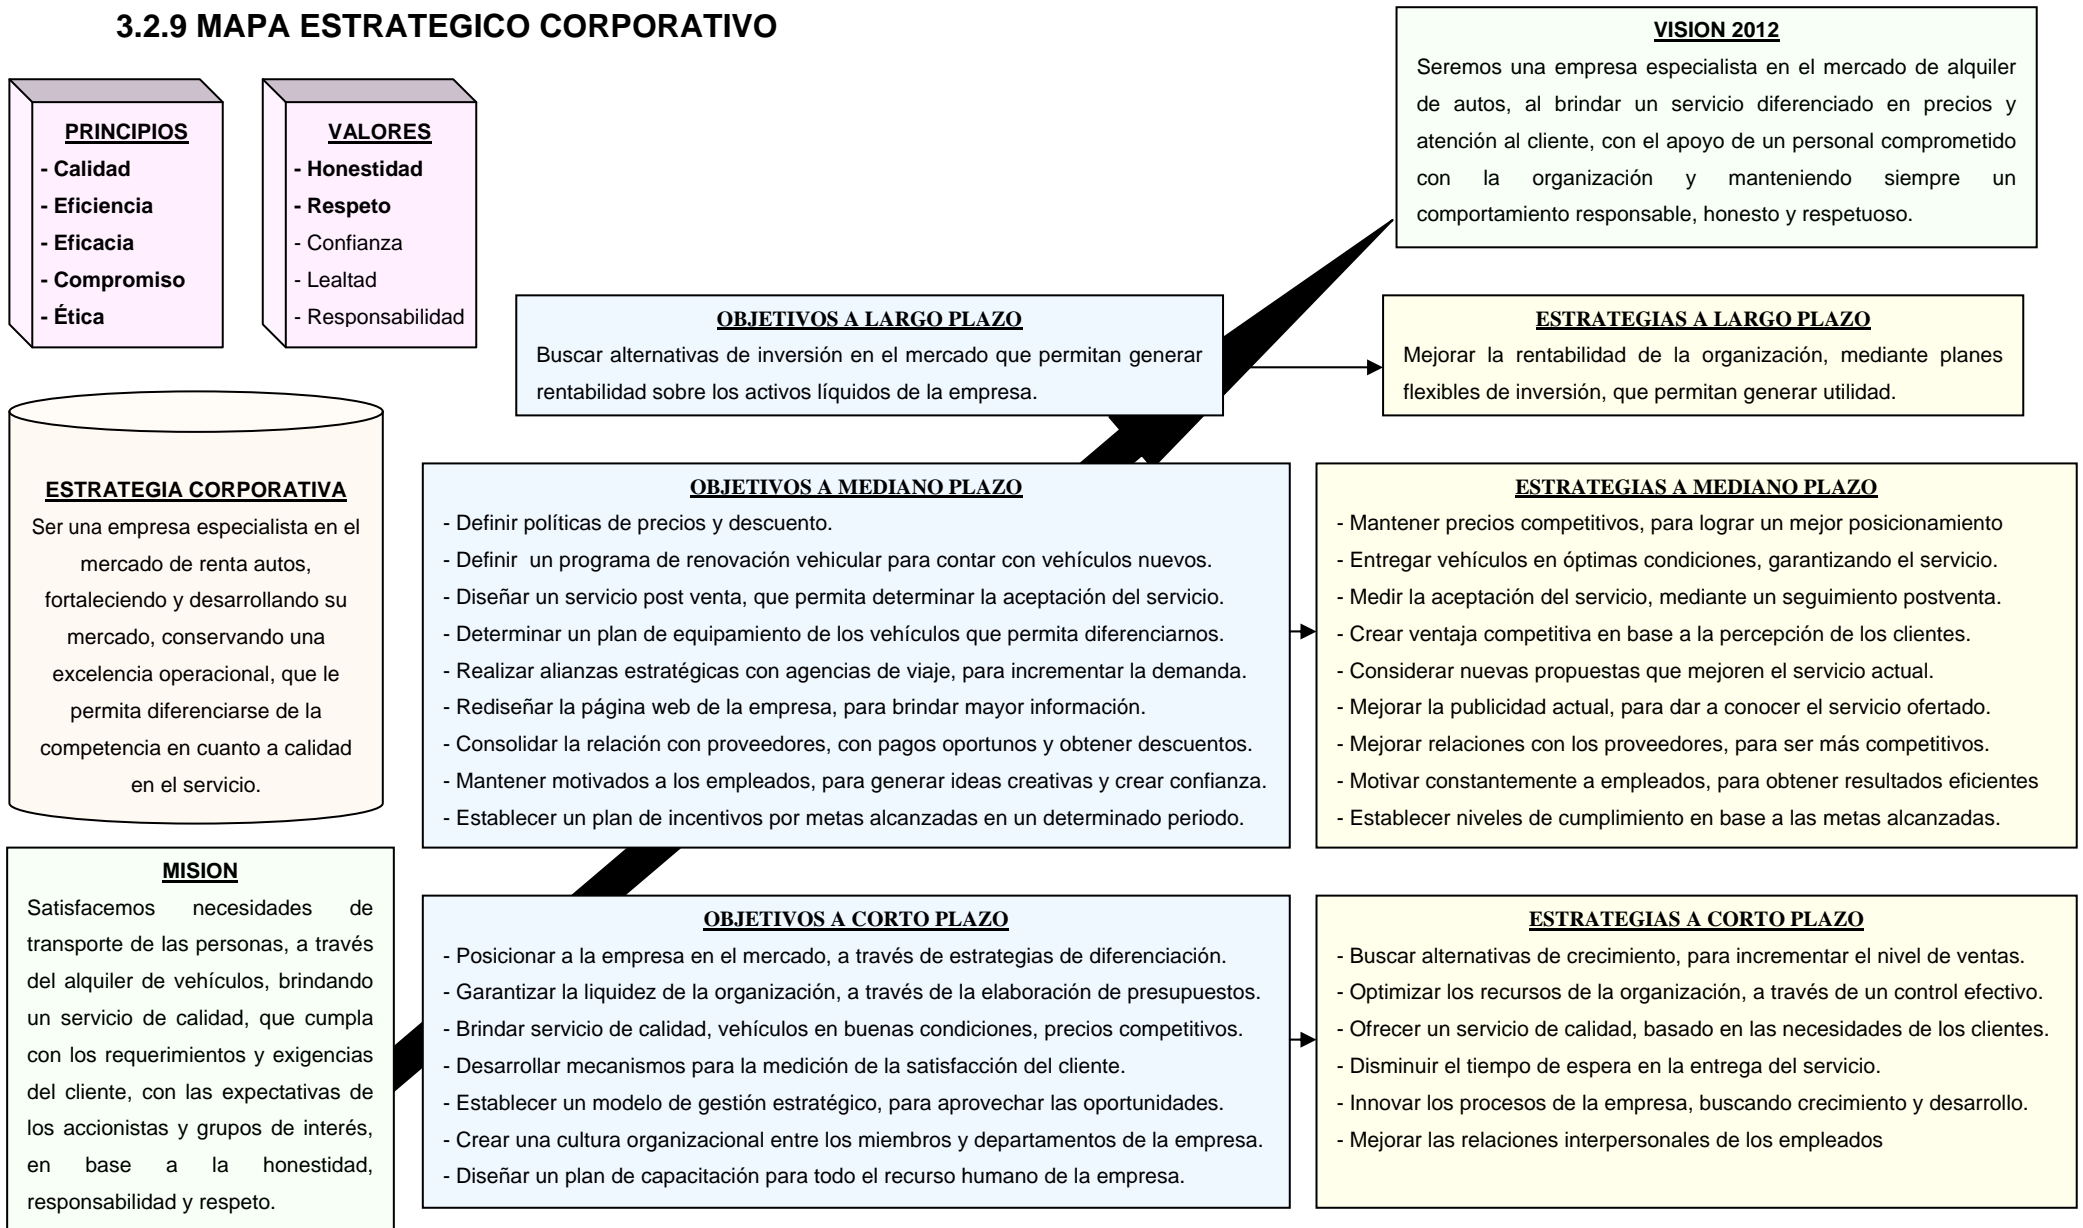 3.2.9 MAPA ESTRATEGICO CORPORATIVO
PRINCIPIOS
- Calidad
- Eficiencia
- Eficacia
- Compromiso
- Ética
VALORES
- Honestidad
- Respeto
- Confianza
- Lealtad
- Responsabilidad
VISION 2012
Seremos una empresa especialista en el mercado de alquiler
de autos, al brindar un servicio diferenciado en precios y
atención al cliente, con el apoyo de un personal comprometido
con la organización y manteniendo siempre un
comportamiento responsable, honesto y respetuoso.
OBJETIVOS A LARGO PLAZO
Buscar alternativas de inversión en el mercado que permitan generar
rentabilidad sobre los activos líquidos de la empresa.
ESTRATEGIAS A LARGO PLAZO
Mejorar la rentabilidad de la organización, mediante planes
flexibles de inversión, que permitan generar utilidad.
ESTRATEGIA CORPORATIVA
Ser una empresa especialista en el
mercado de renta autos,
fortaleciendo y desarrollando su
mercado, conservando una
excelencia operacional, que le
permita diferenciarse de la
competencia en cuanto a calidad
en el servicio.
OBJETIVOS A MEDIANO PLAZO
- Definir políticas de precios y descuento.
- Definir  un programa de renovación vehicular para contar con vehículos nuevos.
- Diseñar un servicio post venta, que permita determinar la aceptación del servicio.
- Determinar un plan de equipamiento de los vehículos que permita diferenciarnos.
- Realizar alianzas estratégicas con agencias de viaje, para incrementar la demanda.
- Rediseñar la página web de la empresa, para brindar mayor información.
- Consolidar la relación con proveedores, con pagos oportunos y obtener descuentos.
- Mantener motivados a los empleados, para generar ideas creativas y crear confianza.
- Establecer un plan de incentivos por metas alcanzadas en un determinado periodo.
ESTRATEGIAS A MEDIANO PLAZO
- Mantener precios competitivos, para lograr un mejor posicionamiento
- Entregar vehículos en óptimas condiciones, garantizando el servicio.
- Medir la aceptación del servicio, mediante un seguimiento postventa.
- Crear ventaja competitiva en base a la percepción de los clientes.
- Considerar nuevas propuestas que mejoren el servicio actual.
- Mejorar la publicidad actual, para dar a conocer el servicio ofertado.
- Mejorar relaciones con los proveedores, para ser más competitivos.
- Motivar constantemente a empleados, para obtener resultados eficientes
- Establecer niveles de cumplimiento en base a las metas alcanzadas.
MISION
Satisfacemos necesidades de
transporte de las personas, a través
del alquiler de vehículos, brindando
un servicio de calidad, que cumpla
con los requerimientos y exigencias
del cliente, con las expectativas de
los accionistas y grupos de interés,
en base a la honestidad,
responsabilidad y respeto.
OBJETIVOS A CORTO PLAZO
- Posicionar a la empresa en el mercado, a través de estrategias de diferenciación.
- Garantizar la liquidez de la organización, a través de la elaboración de presupuestos.
- Brindar servicio de calidad, vehículos en buenas condiciones, precios competitivos.
- Desarrollar mecanismos para la medición de la satisfacción del cliente.
- Establecer un modelo de gestión estratégico, para aprovechar las oportunidades.
- Crear una cultura organizacional entre los miembros y departamentos de la empresa.
- Diseñar un plan de capacitación para todo el recurso humano de la empresa.
ESTRATEGIAS A CORTO PLAZO
- Buscar alternativas de crecimiento, para incrementar el nivel de ventas.
- Optimizar los recursos de la organización, a través de un control efectivo.
- Ofrecer un servicio de calidad, basado en las necesidades de los clientes.
- Disminuir el tiempo de espera en la entrega del servicio.
- Innovar los procesos de la empresa, buscando crecimiento y desarrollo.
- Mejorar las relaciones interpersonales de los empleados